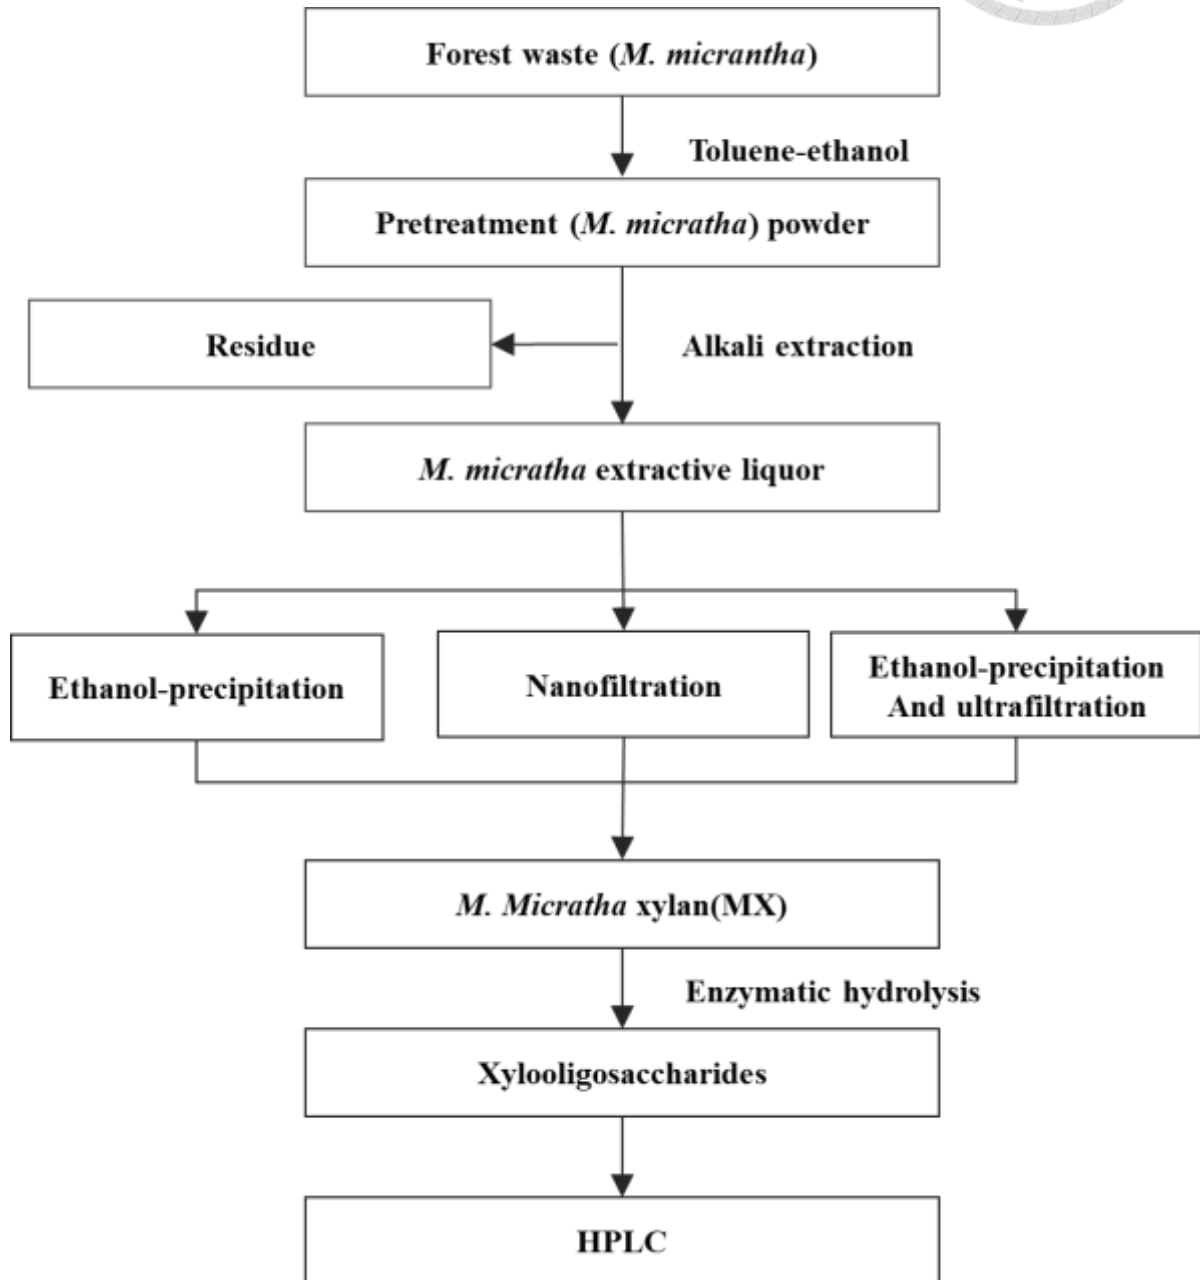 Forest waste (M. micrantha)
Toluene-ethanol
Pretreatment (M. micratha) powder
Residue
Alkali extraction
M. micratha extractive liquor
Ethanol-precipitation
Nanofiltration
Ethanol-precipitation
And ultrafiltration
M. Micratha xylan(MX)
Enzymatic hydrolysis
Xylooligosaccharides
HPLC